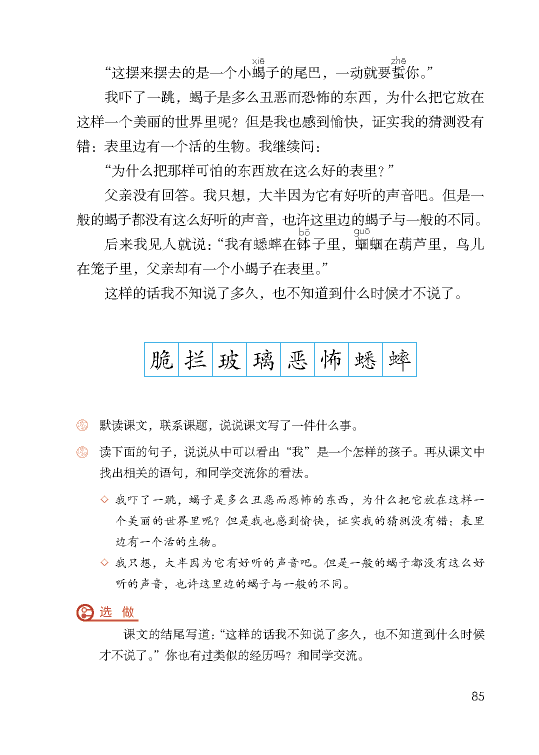 xiē zhē
“这摆来摆去的是一个小蝎子的尾巴，一动就要蜇你。”
我吓了一跳，蝎子是多么丑恶而恐怖的东西，为什么把它放在
这样一个美丽的世界里呢？但是我也感到愉快，证实我的猜测没有
错：表里边有一个活的生物。我继续问：
“为什么把那样可怕的东西放在这么好的表里？”
父亲没有回答。我只想，大半因为它有好听的声音吧。但是一
般的蝎子都没有这么好听的声音，也许这里边的蝎子与一般的不同。
bō guō
后来我见人就说：“我有蟋蟀在钵子里，蝈蝈在葫芦里，鸟儿
在笼子里，父亲却有一个小蝎子在表里。”
这样的话我不知说了多久，也不知道到什么时候才不说了。
脆拦玻璃恶怖蟋蟀
默读课文，联系课题，说说课文写了一件什么事。
读下面的句子，说说从中可以看出“我”是一个怎样的孩子。再从课文中
找出相关的语句，和同学交流你的看法。
◇ 我吓了一跳，蝎子是多么丑恶而恐怖的东西，为什么把它放在这样一
个美丽的世界里呢？但是我也感到愉快，证实我的猜测没有错：表里
边有一个活的生物。
◇ 我只想，大半因为它有好听的声音吧。但是一般的蝎子都没有这么好
听的声音，也许这里边的蝎子与一般的不同。
选 做
课文的结尾写道：“这样的话我不知说了多久，也不知道到什么时候
才不说了。”你也有过类似的经历吗？和同学交流。
85